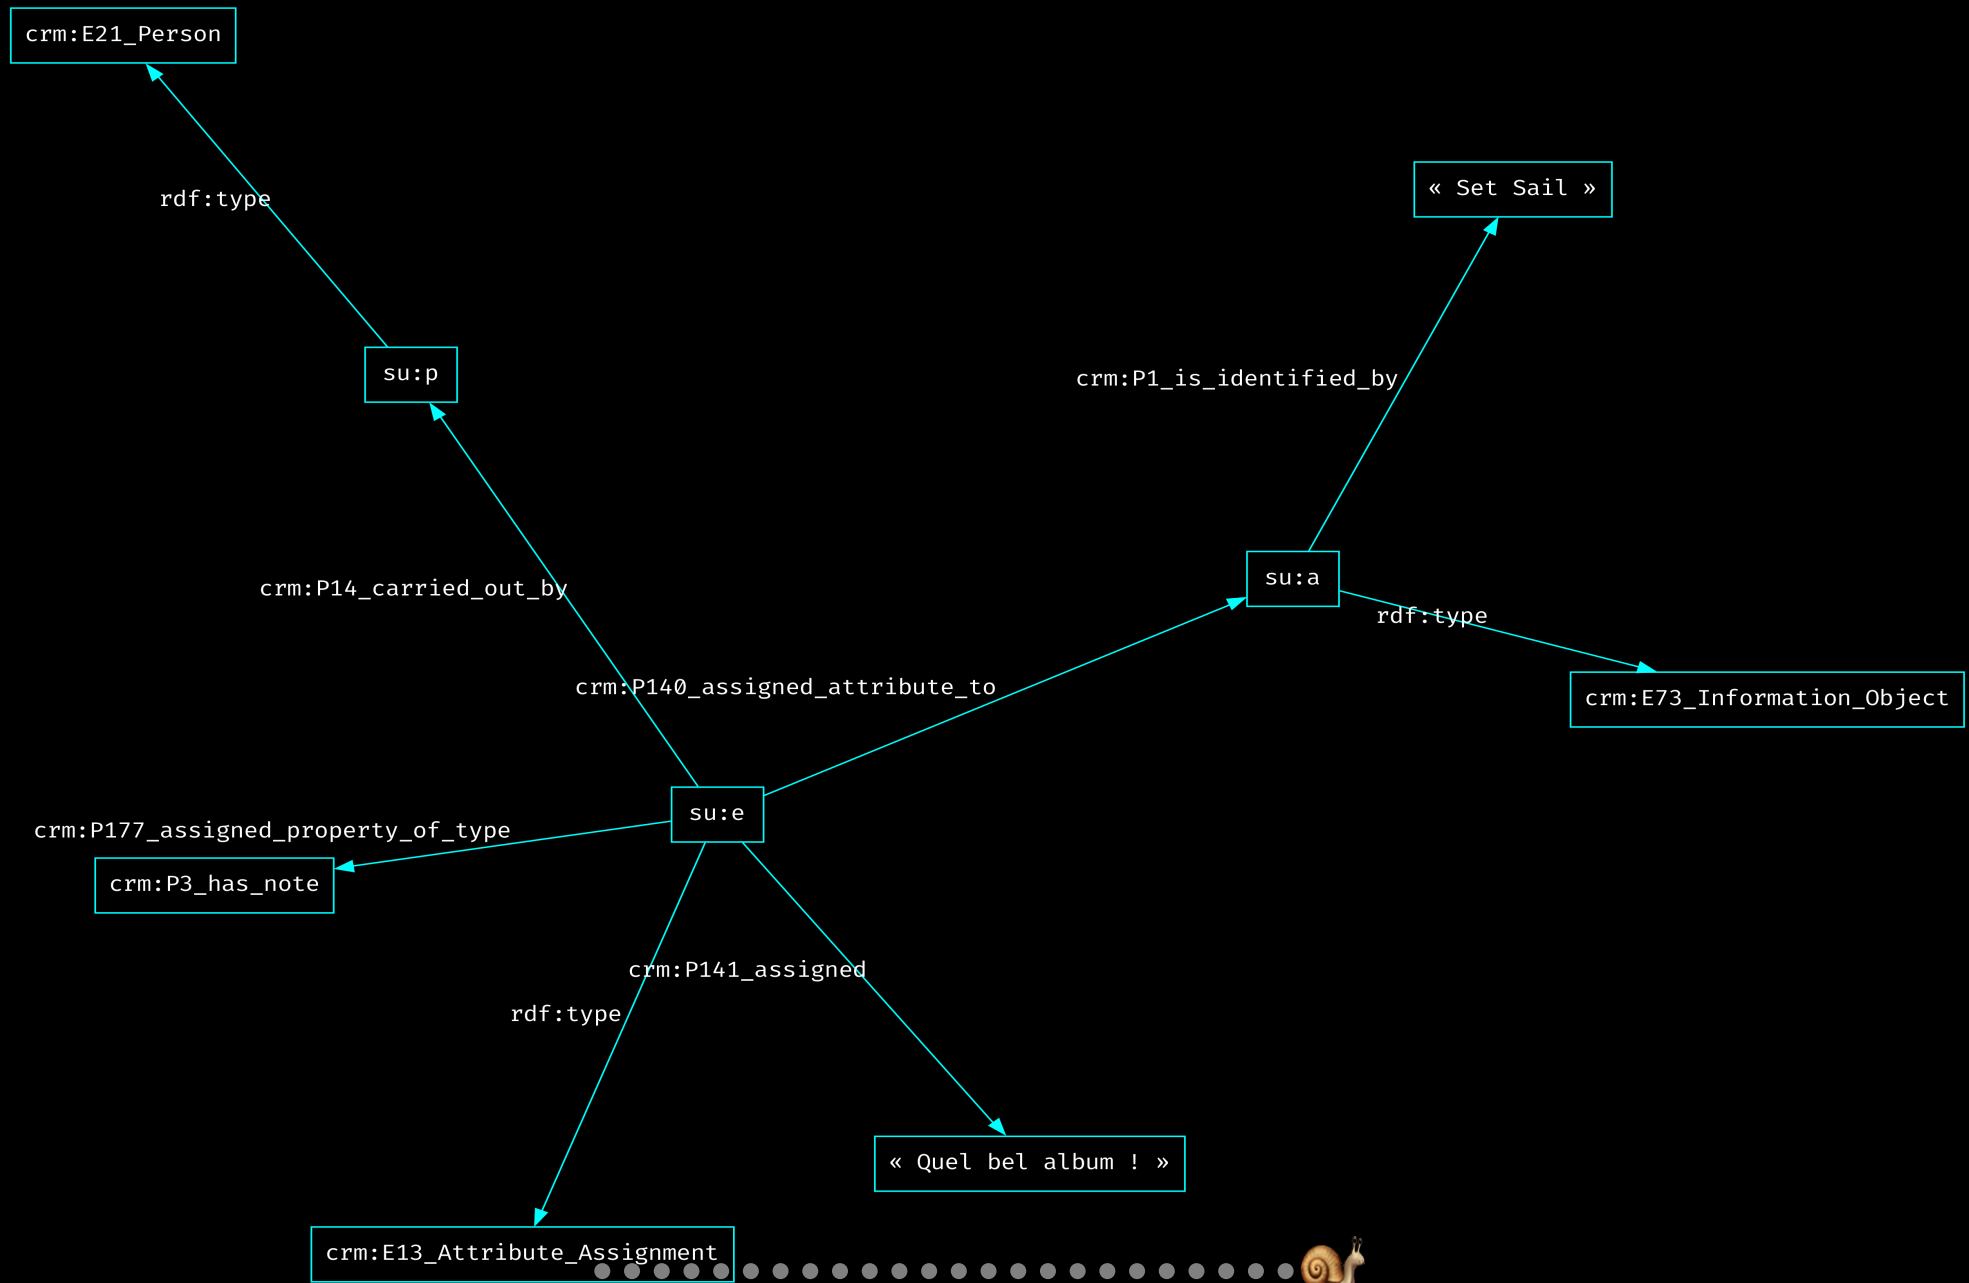 crm:E21_Person
« Set Sail »
rdf:type
su:p
crm:P1_is_identified_by
su:a
crm:P14_carried_out_by
rdf:type
crm:P140_assigned_attribute_to
crm:E73_Information_Object
su:e
crm:P177_assigned_property_of_type
crm:P3_has_note
crm:P141_assigned
rdf:type
« Quel bel album ! »
crm:E13_Attribute_Assignment